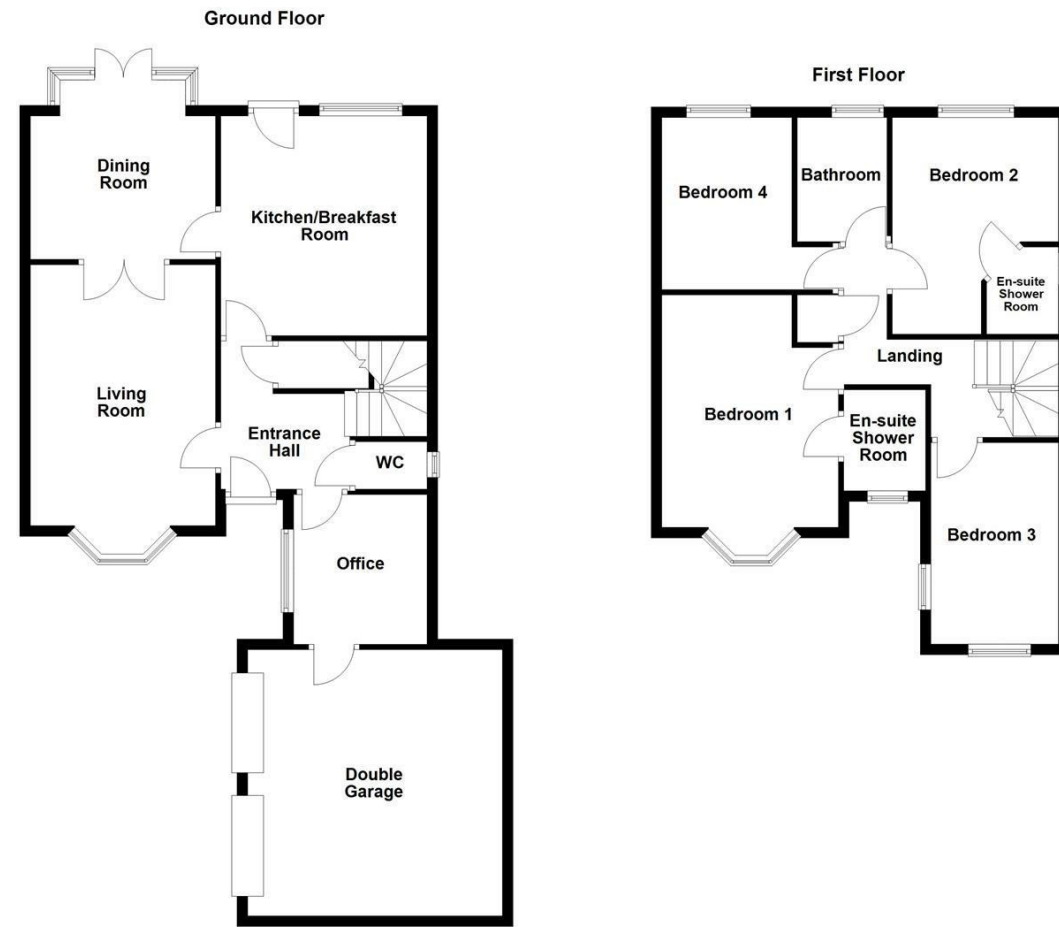 Ground Floor
Dining
Room
Kitchen/Breakfast
Room
Living
Room
Entrance
Hall
WC
Office
Double
Garage
First Floor
Bedroom 4
Bathroom
Bedroom 2
En-suite
Shower
Room
Landing
Bedroom 1
En-suite
Shower
Room
Bedroom 3